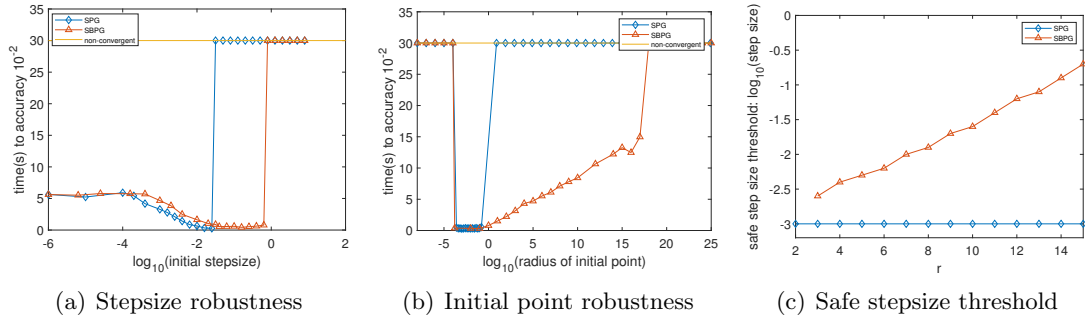 SPG
SBPG
non-convergent
time(s) to accuracy 10-2
35
30
25
20
15
10
5
0
-6
-4
-2
0
2
log10(initial stepsize)
(a) Stepsize robustness
SPG
SBPG
non-convergent
time(s) to accuracy 10-2
35
30
25
20
15
10
5
0
-5
0
5
10
15
20
25
log10(radius of initial point)
(b) Initial point robustness
SPG
SBPG
safe step size threshold: log10(step size)
0
-0.5
-1
-1.5
-2
-2.5
-3
2
4
6
8
10
12
14
r
(c) Safe stepsize threshold